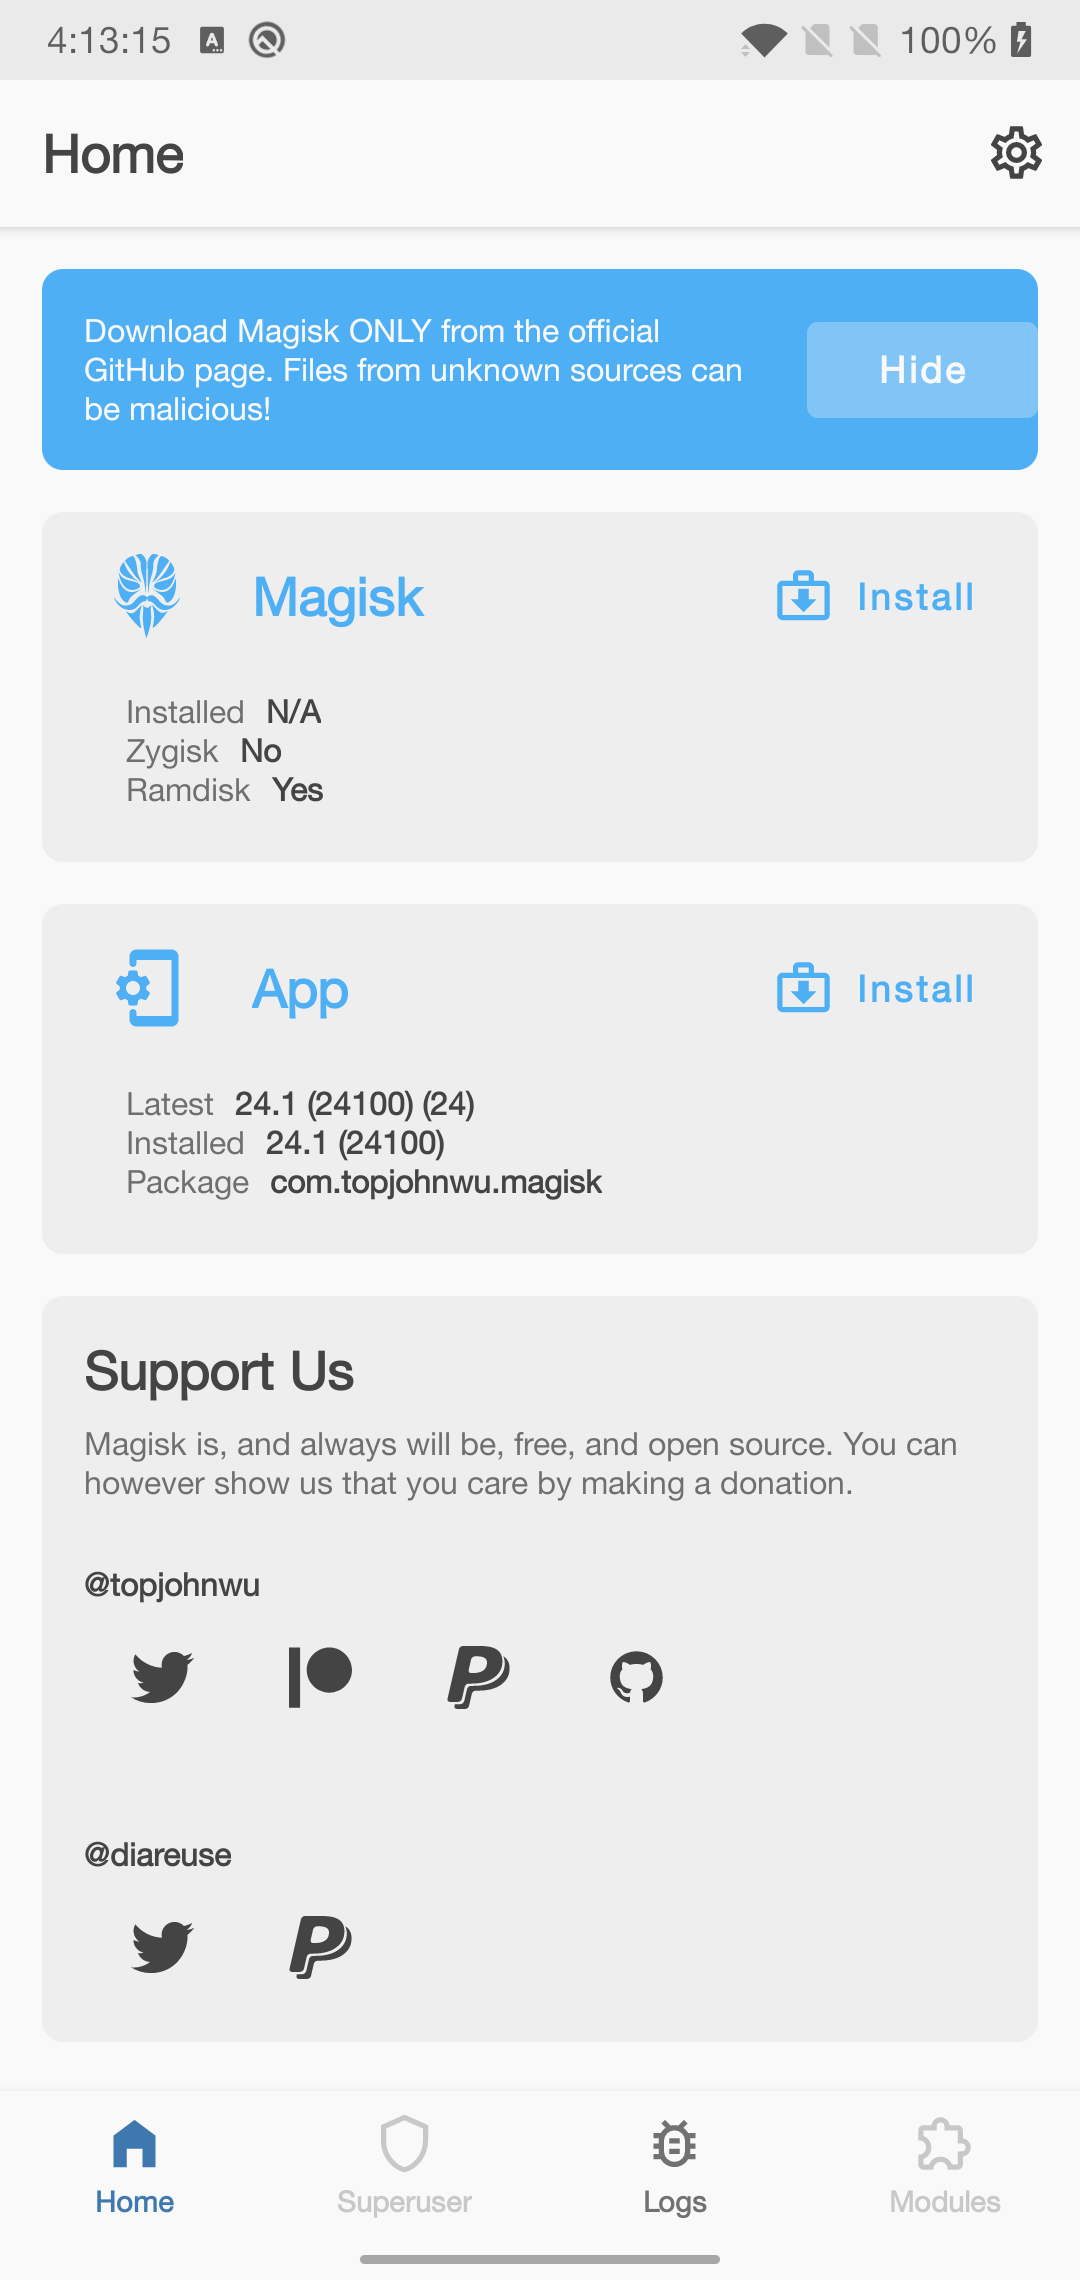 4:13:15 A 100%
Home
Download Magisk ONLY from the official
GitHub page. Files from unknown sources can
be malicious!
Hide
Magisk
Install
Installed N/A
Zygisk No
Ramdisk Yes
App
Install
Latest 24.1 (24100) (24)
Installed 24.1 (24100)
Package com.topjohnwu.magisk
Support Us
Magisk is, and always will be, free, and open source. You can
however show us that you care by making a donation.
@topjohnwu
@diareuse
Home Superuser Logs Modules